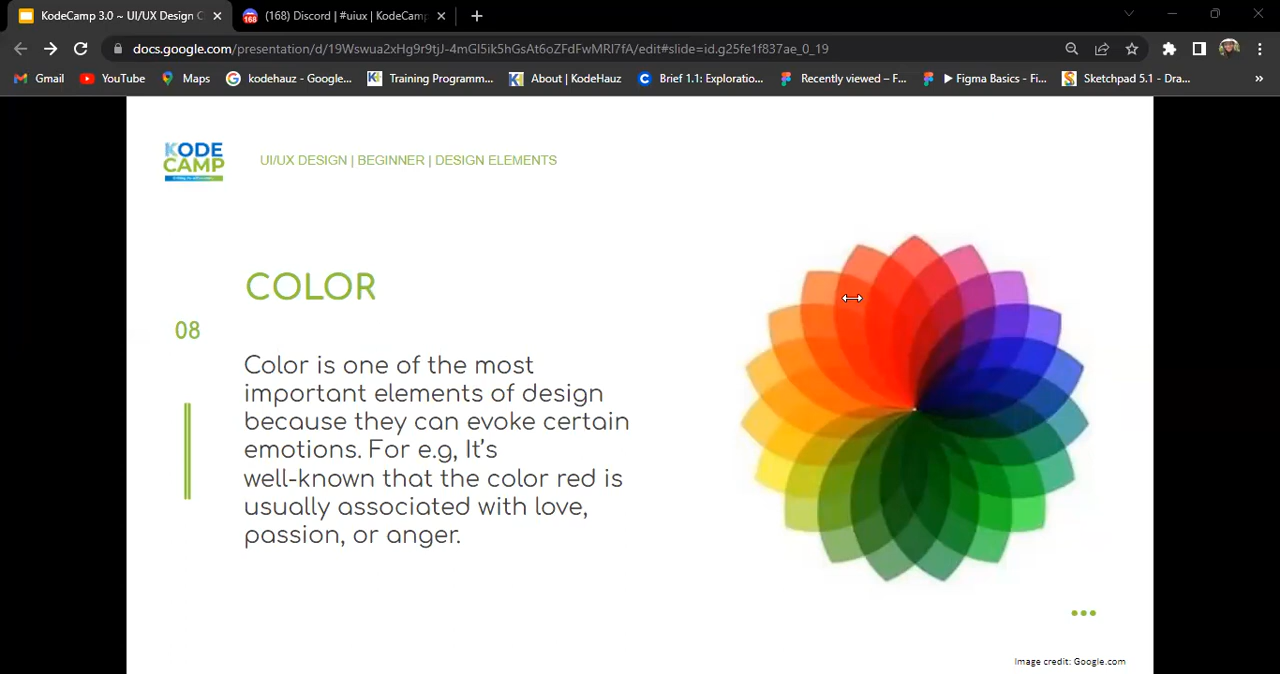 KodeCamp 3.0 ~ UI/UX Design C
(168) Discord | #uiux | KodeCamp
docs.google.com/presentation/d/19Wswua2xHg9r9tjJ-4mGI5ik5hGsAt6oZFdFwMRl7fA/edit#slide=id.g25fe1f837ae_0_19
Gmail
YouTube
Maps
kodehauz - Google...
Training Programm...
About | KodeHauz
Brief 1.1: Exploratio...
Recently viewed – F...
▶ Figma Basics - Fi...
Sketchpad 5.1 - Dra...
KODE
CAMP
UI/UX DESIGN | BEGINNER | DESIGN ELEMENTS
COLOR
08
Color is one of the most
important elements of design
because they can evoke certain
emotions. For e.g, It's
well-known that the color red is
usually associated with love,
passion, or anger.
Image credit: Google.com